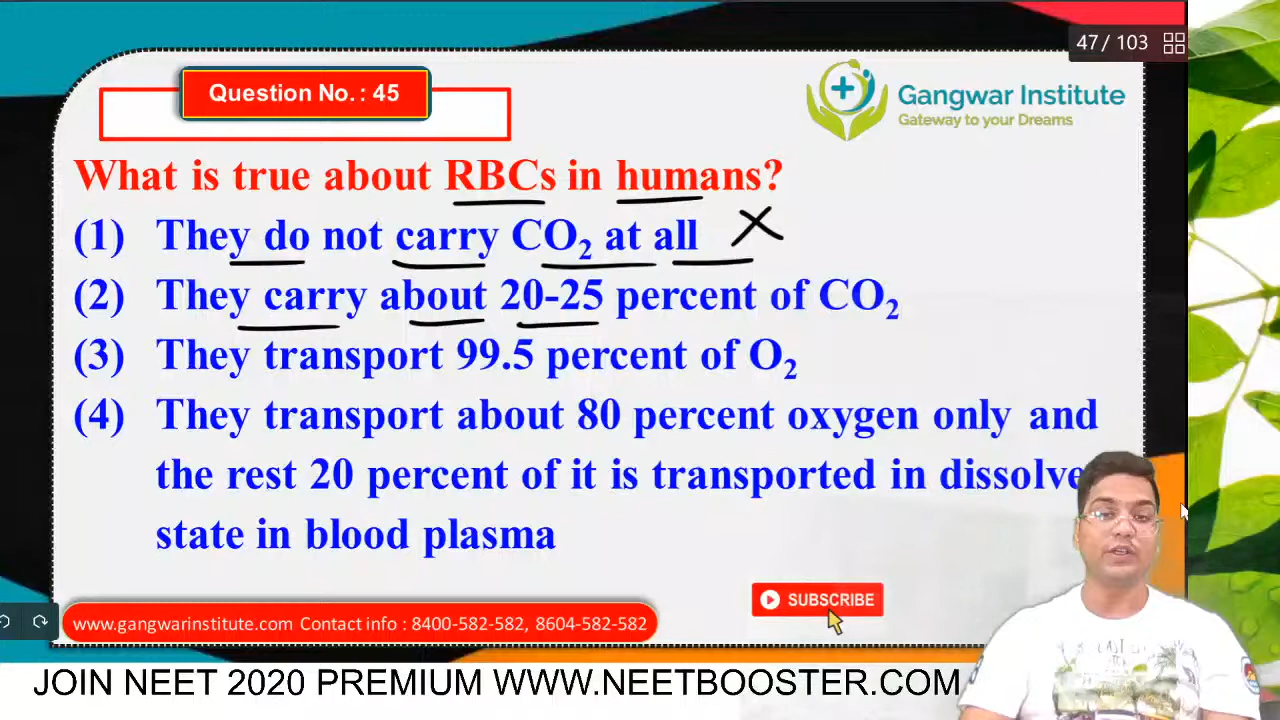 47 / 103
Question No. : 45
Gangwar Institute
Gateway to your Dreams
What is true about RBCs in humans?
(1) They do not carry CO₂ at all
(2) They carry about 20-25 percent of CO₂
(3) They transport 99.5 percent of O₂
(4) They transport about 80 percent oxygen only and
the rest 20 percent of it is transported in dissolve
state in blood plasma
SUBSCRIBE
www.gangwarinstitute.com Contact info : 8400-582-582, 8604-582-582
JOIN NEET 2020 PREMIUM WWW.NEETBOOSTER.COM